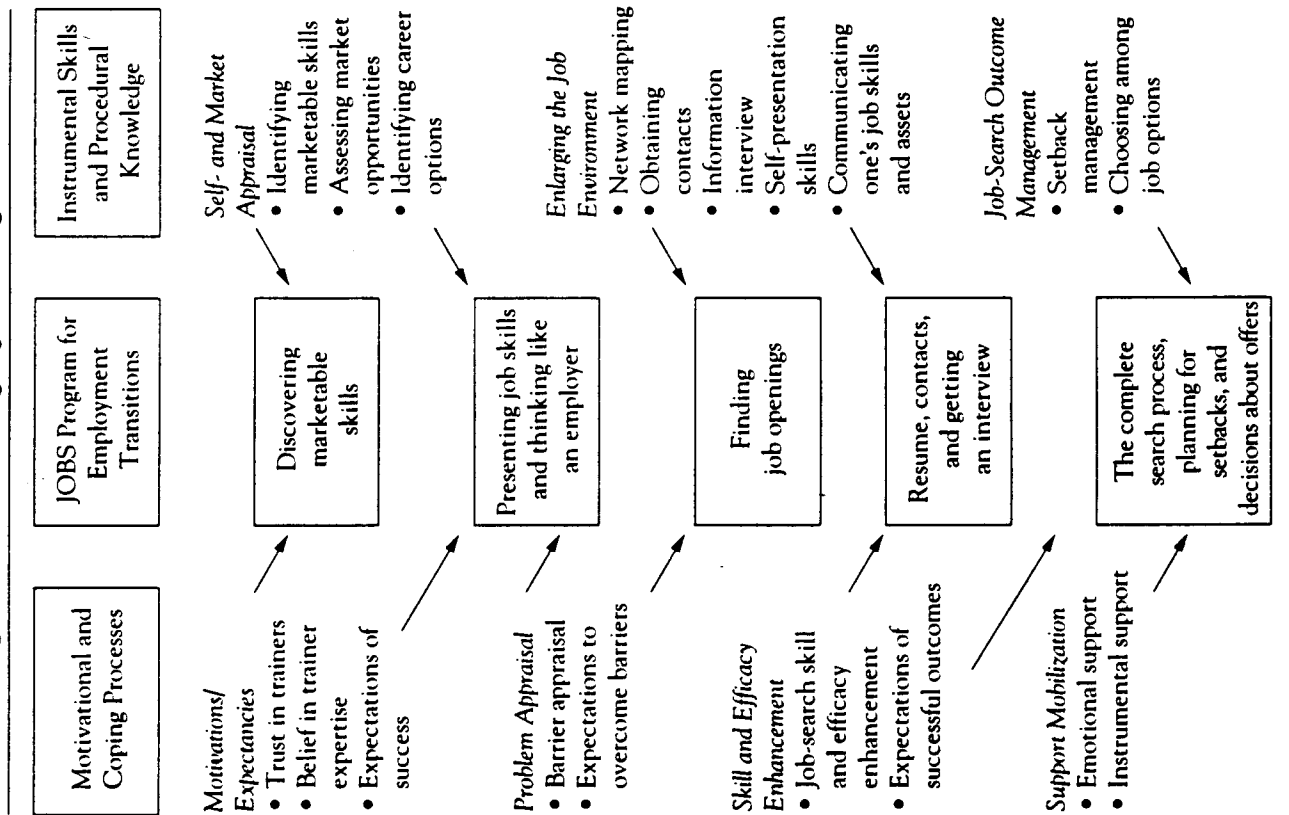 Motivational and
Coping Processes
JOBS Program for
Employment
Transitions
Instrumental Skills
and Procedural
Knowledge
Motivations/
Expectancies
• Trust in trainers
• Belief in trainer
expertise
• Expectations of
success
Discovering
marketable
skills
Self- and Market
Appraisal
• Identifying
marketable skills
• Assessing market
opportunities
• Identifying career
options
Problem Appraisal
• Barrier appraisal
• Expectations to
overcome barriers
Presenting job skills
and thinking like
an employer
Enlarging the Job
Environment
• Network mapping
• Obtaining
contacts
• Information
interview
• Self-presentation
skills
• Communicating
one's job skills
and assets
Finding
job openings
Skill and Efficacy
Enhancement
• Job-search skill
and efficacy
enhancement
• Expectations of
successful outcomes
Resume, contacts,
and getting
an interview
Job-Search Outcome
Management
• Setback
management
• Choosing among
job options
Support Mobilization
• Emotional support
• Instrumental support
The complete
search process,
planning for
setbacks, and
decisions about offers